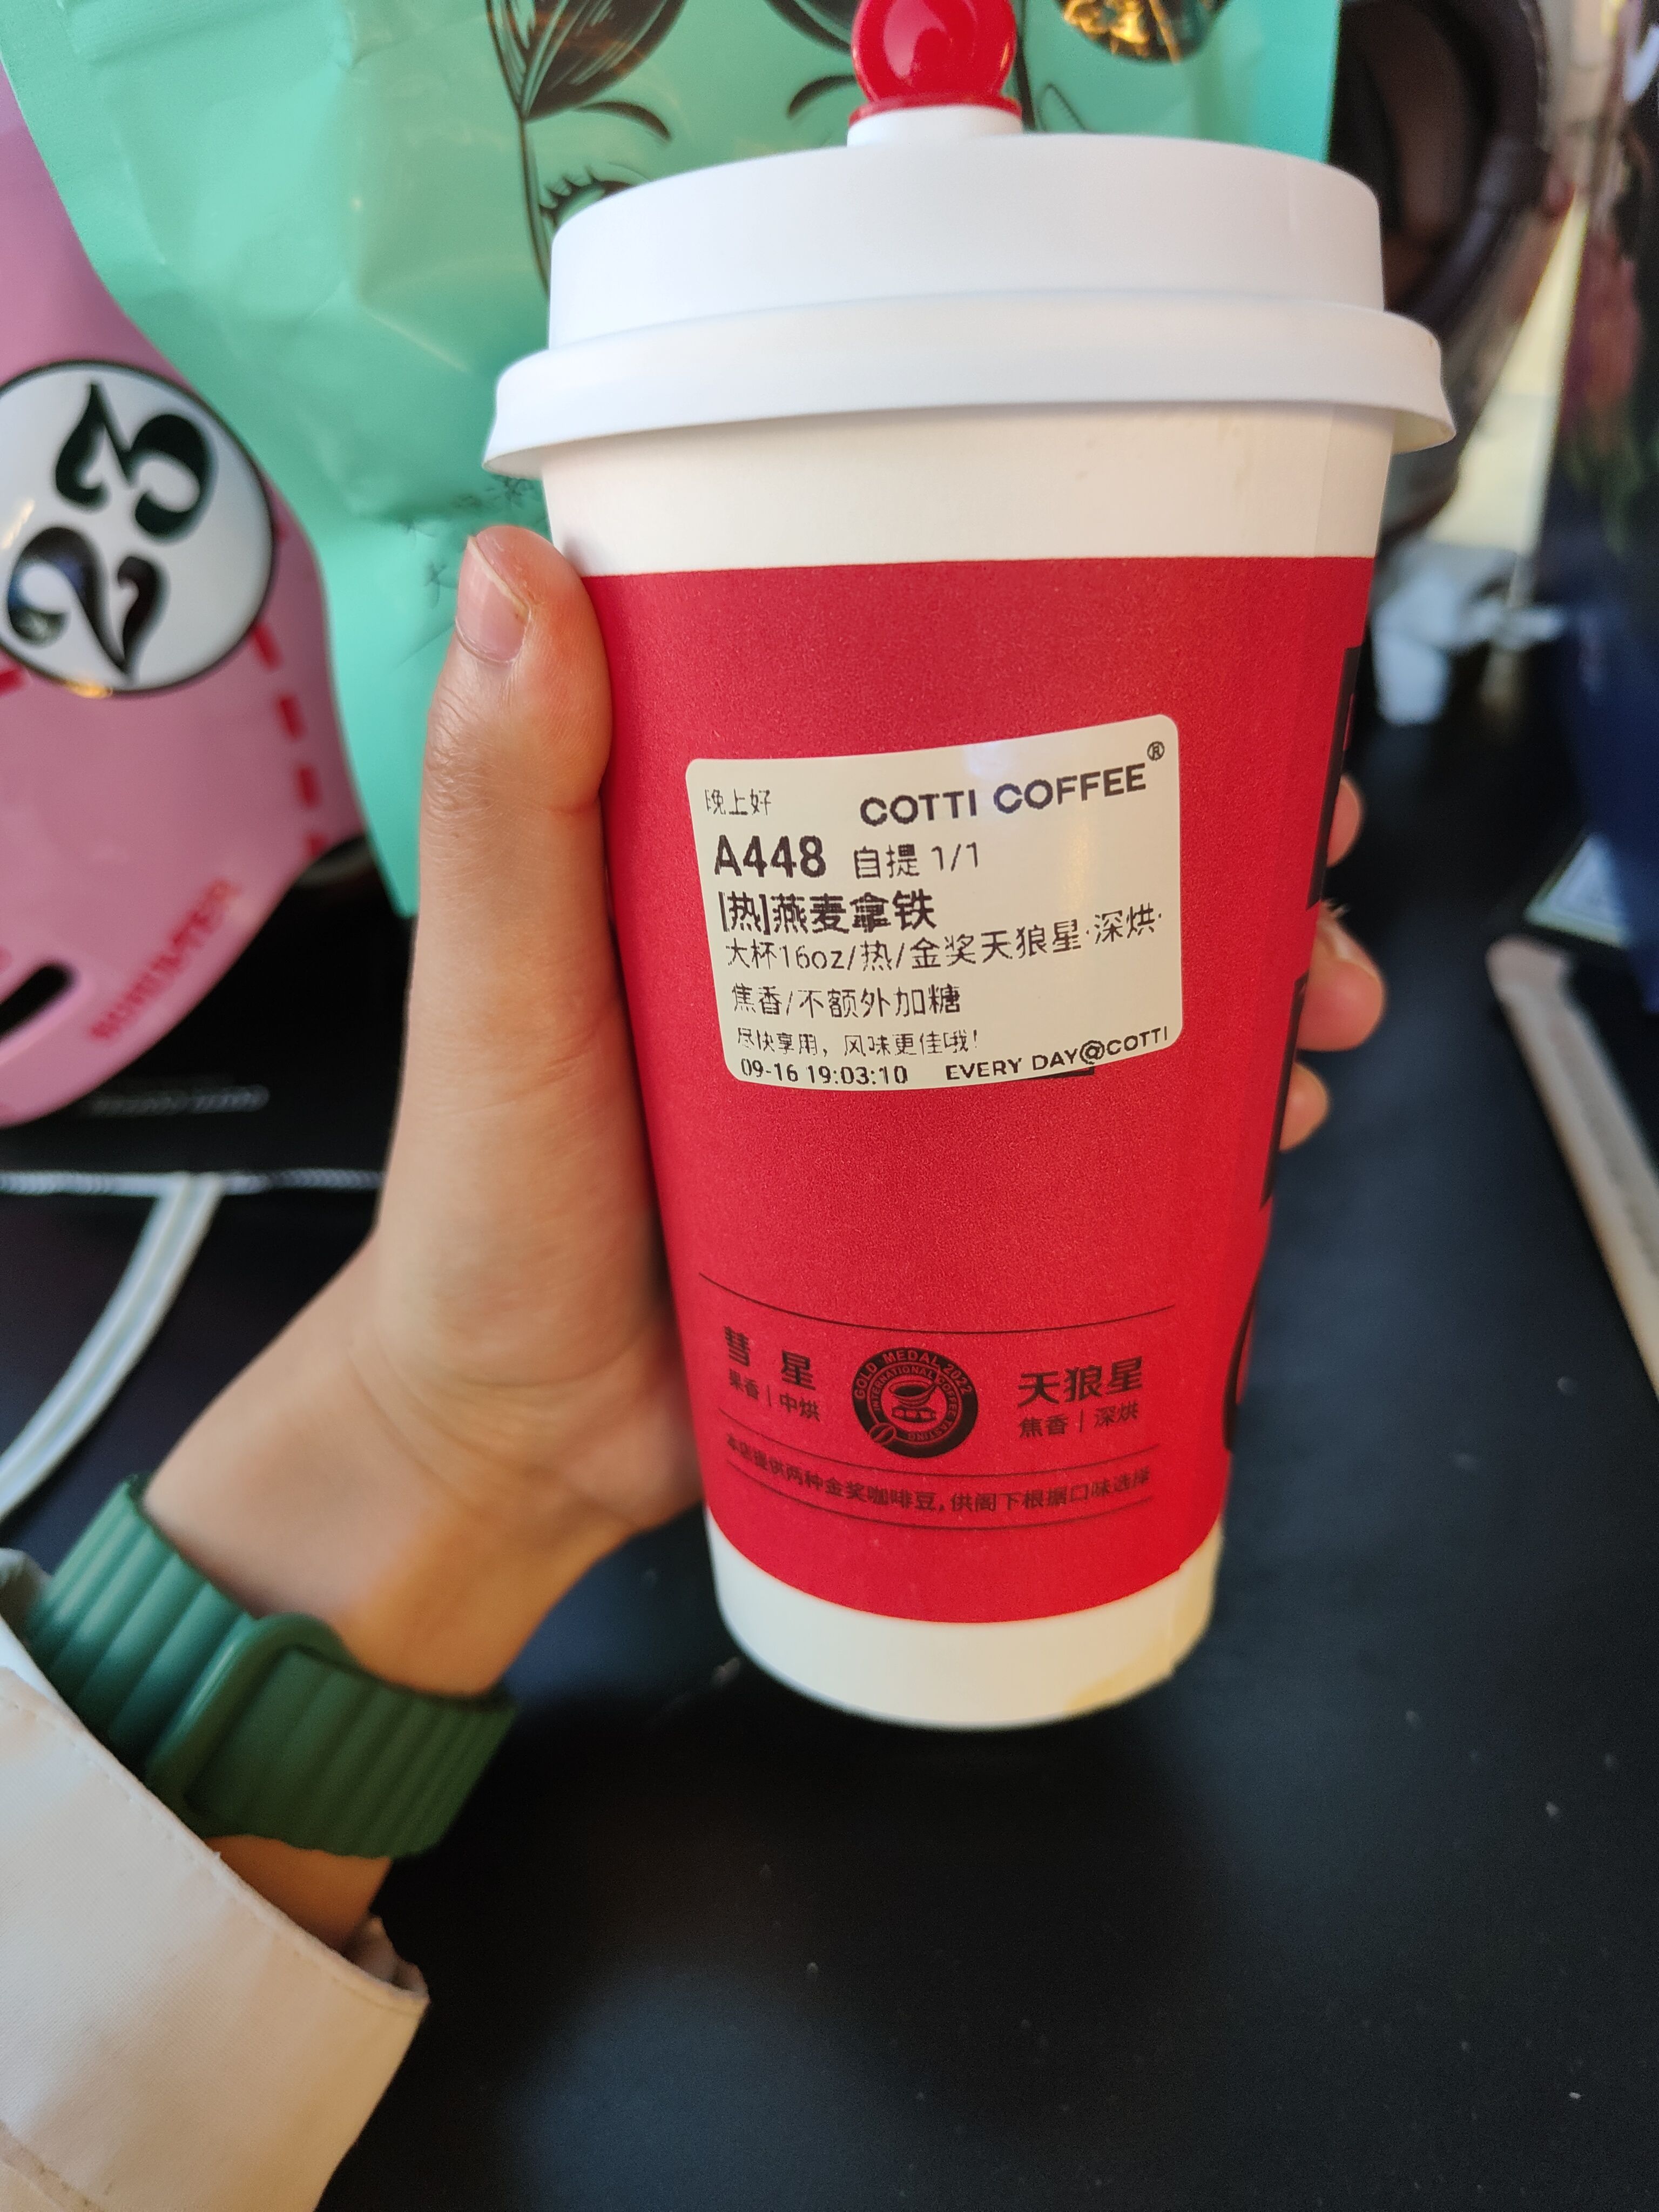 23
晚上好 COTTI COFFEE®
A448 自提 1/1
[热]燕麦拿铁
大杯16oz/热/金奖天狼星·深烘·
焦香/不额外加糖
尽快享用，风味更佳哦！
09-16 19:03:10 EVERY DAY@COTTI
彗星
果香 | 中烘
GOLD MEDAL 2022
INTERNATIONAL COFFEE TASTING
天狼星
焦香 | 深烘
本店提供两种金奖咖啡豆，供阁下根据口味选择